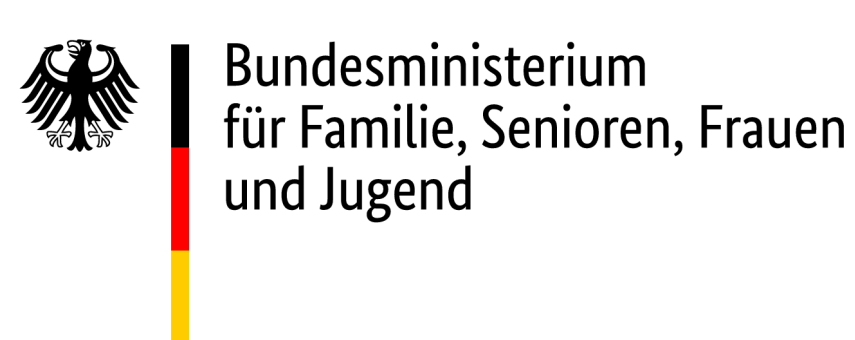 Bundesministerium
für Familie, Senioren, Frauen
und Jugend